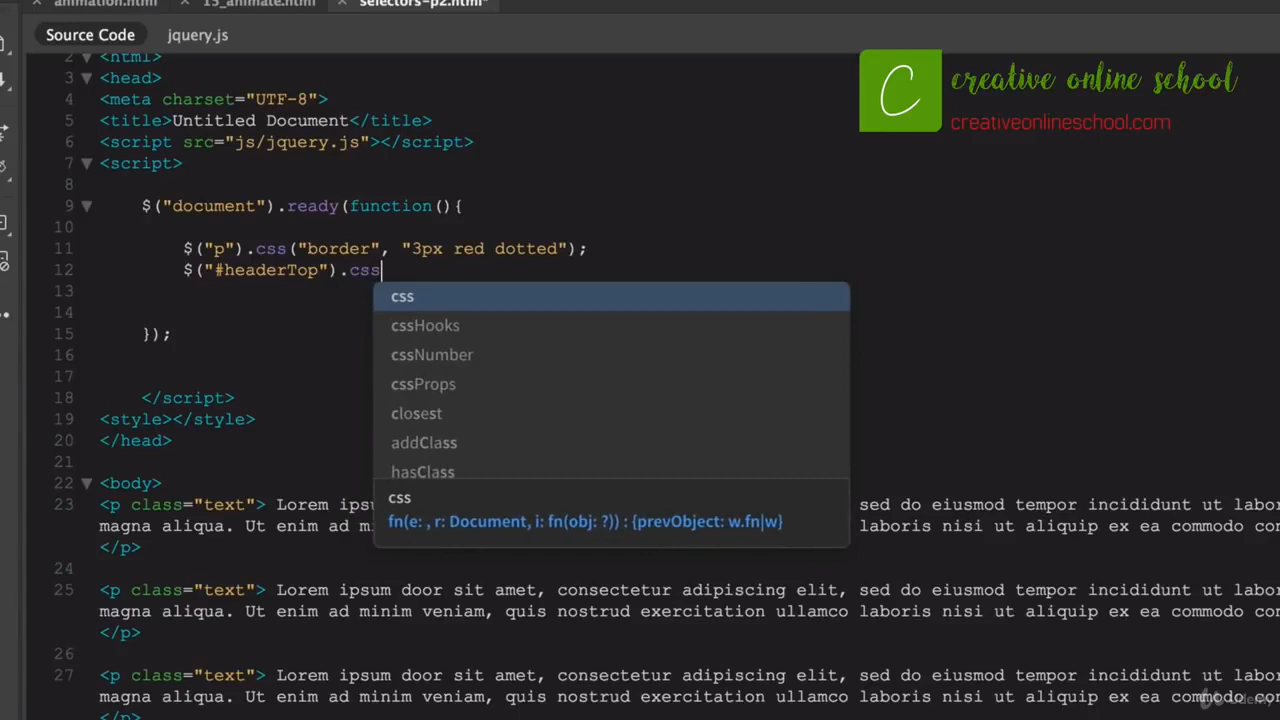 animation.html
15_animate.html
selectors-p2.html*
Source Code
jquery.js
creative online school
creativeonlineschool.com
C
2 <html>
3 <head>
4 <meta charset="UTF-8">
5 <title>Untitled Document</title>
6 <script src="js/jquery.js"></script>
7 <script>
8
9 $("document").ready(function(){
10
11 $("p").css("border", "3px red dotted");
12 $("#headerTop").css
13
14
15 });
16
17
18 </script>
19 <style></style>
20 </head>
21
22 <body>
css
cssHooks
cssNumber
cssProps
closest
addClass
hasClass
css
fn(e: , r: Document, i: fn(obj: ?)) : {prevObject: w.fn|w}
23 <p class="text"> Lorem ipsu sed do eiusmod tempor incididunt ut labor
magna aliqua. Ut enim ad mi laboris nisi ut aliquip ex ea commodo con
</p>
24
25 <p class="text"> Lorem ipsum door sit amet, consectetur adipiscing elit, sed do eiusmod tempor incididunt ut labor
magna aliqua. Ut enim ad minim veniam, quis nostrud exercitation ullamco laboris nisi ut aliquip ex ea commodo con
</p>
26
27 <p class="text"> Lorem ipsum door sit amet, consectetur adipiscing elit, sed do eiusmod tempor incididunt ut labor
magna aliqua. Ut enim ad minim veniam, quis nostrud exercitation ullamco laboris nisi ut aliquip ex ea commodo con
</p>
Udemy